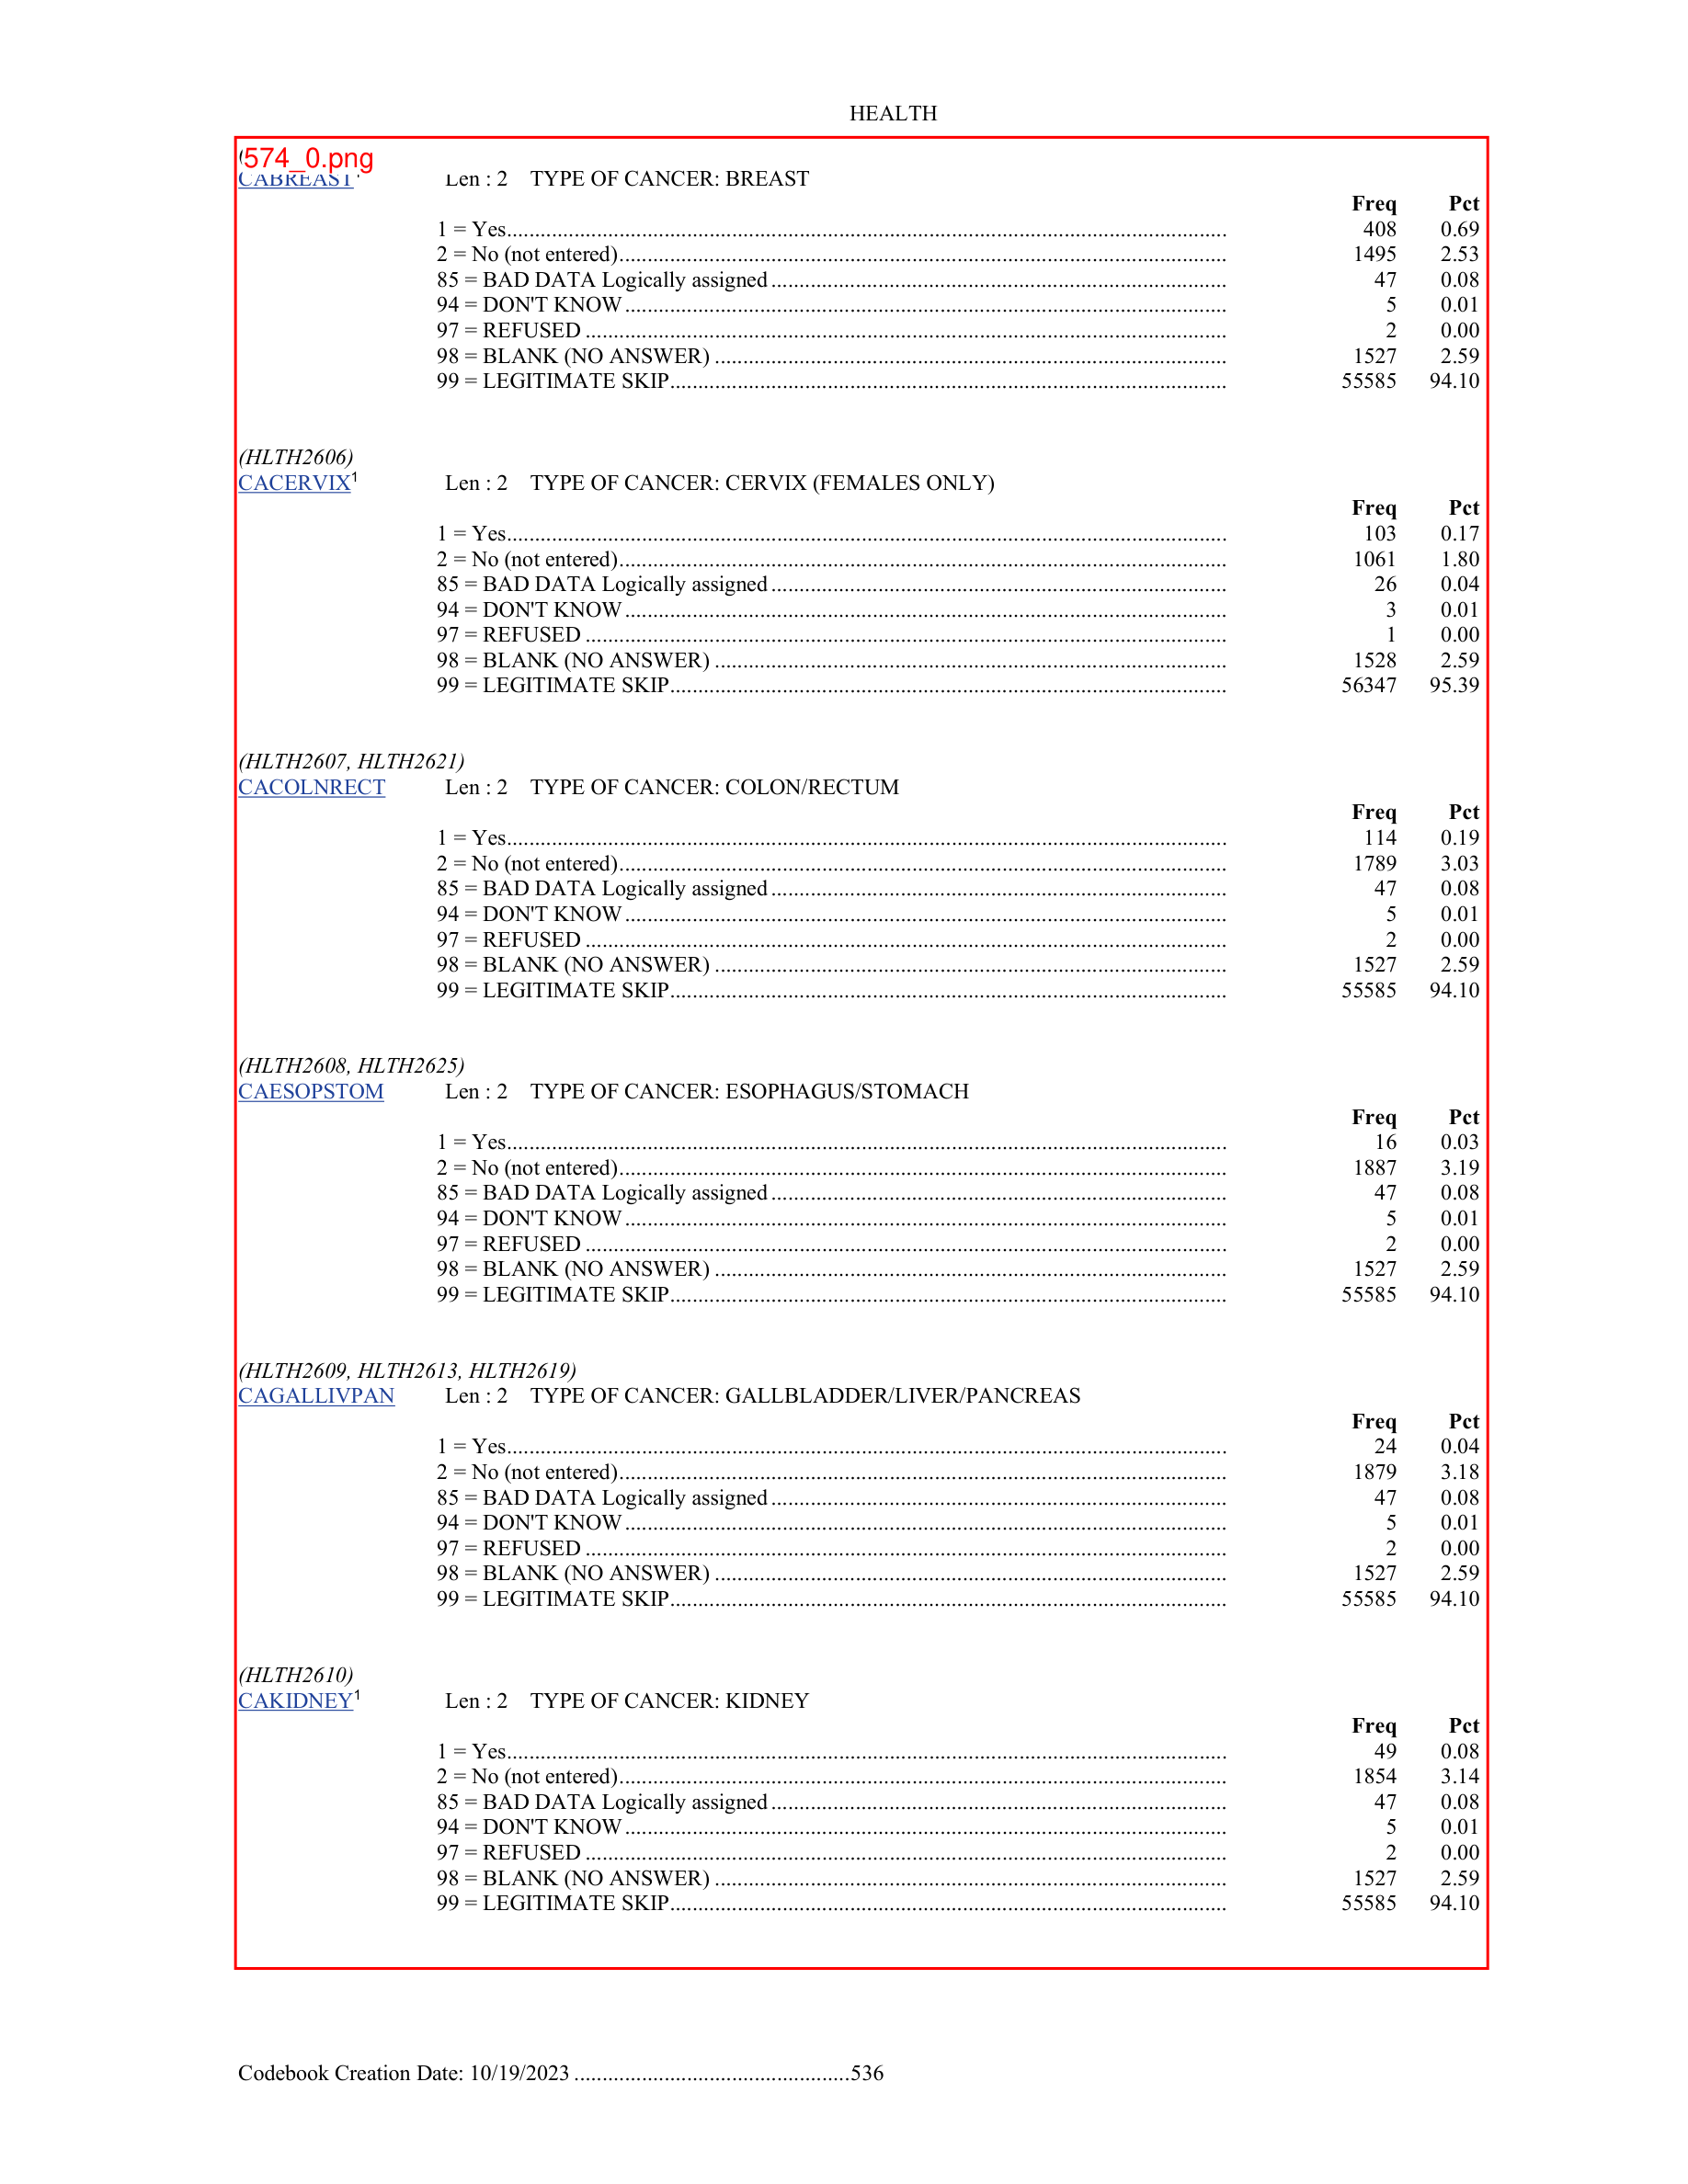 HEALTH
574_0.png
CABREAST Len : 2 TYPE OF CANCER: BREAST
Freq Pct
1 = Yes 408 0.69
2 = No (not entered) 1495 2.53
85 = BAD DATA Logically assigned 47 0.08
94 = DON'T KNOW 5 0.01
97 = REFUSED 2 0.00
98 = BLANK (NO ANSWER) 1527 2.59
99 = LEGITIMATE SKIP 55585 94.10
(HLTH2606)
CACERVIX¹ Len : 2 TYPE OF CANCER: CERVIX (FEMALES ONLY)
Freq Pct
1 = Yes 103 0.17
2 = No (not entered) 1061 1.80
85 = BAD DATA Logically assigned 26 0.04
94 = DON'T KNOW 3 0.01
97 = REFUSED 1 0.00
98 = BLANK (NO ANSWER) 1528 2.59
99 = LEGITIMATE SKIP 56347 95.39
(HLTH2607, HLTH2621)
CACOLNRECT Len : 2 TYPE OF CANCER: COLON/RECTUM
Freq Pct
1 = Yes 114 0.19
2 = No (not entered) 1789 3.03
85 = BAD DATA Logically assigned 47 0.08
94 = DON'T KNOW 5 0.01
97 = REFUSED 2 0.00
98 = BLANK (NO ANSWER) 1527 2.59
99 = LEGITIMATE SKIP 55585 94.10
(HLTH2608, HLTH2625)
CAESOPSTOM Len : 2 TYPE OF CANCER: ESOPHAGUS/STOMACH
Freq Pct
1 = Yes 16 0.03
2 = No (not entered) 1887 3.19
85 = BAD DATA Logically assigned 47 0.08
94 = DON'T KNOW 5 0.01
97 = REFUSED 2 0.00
98 = BLANK (NO ANSWER) 1527 2.59
99 = LEGITIMATE SKIP 55585 94.10
(HLTH2609, HLTH2613, HLTH2619)
CAGALLIVPAN Len : 2 TYPE OF CANCER: GALLBLADDER/LIVER/PANCREAS
Freq Pct
1 = Yes 24 0.04
2 = No (not entered) 1879 3.18
85 = BAD DATA Logically assigned 47 0.08
94 = DON'T KNOW 5 0.01
97 = REFUSED 2 0.00
98 = BLANK (NO ANSWER) 1527 2.59
99 = LEGITIMATE SKIP 55585 94.10
(HLTH2610)
CAKIDNEY¹ Len : 2 TYPE OF CANCER: KIDNEY
Freq Pct
1 = Yes 49 0.08
2 = No (not entered) 1854 3.14
85 = BAD DATA Logically assigned 47 0.08
94 = DON'T KNOW 5 0.01
97 = REFUSED 2 0.00
98 = BLANK (NO ANSWER) 1527 2.59
99 = LEGITIMATE SKIP 55585 94.10
Codebook Creation Date: 10/19/2023 .................................................536